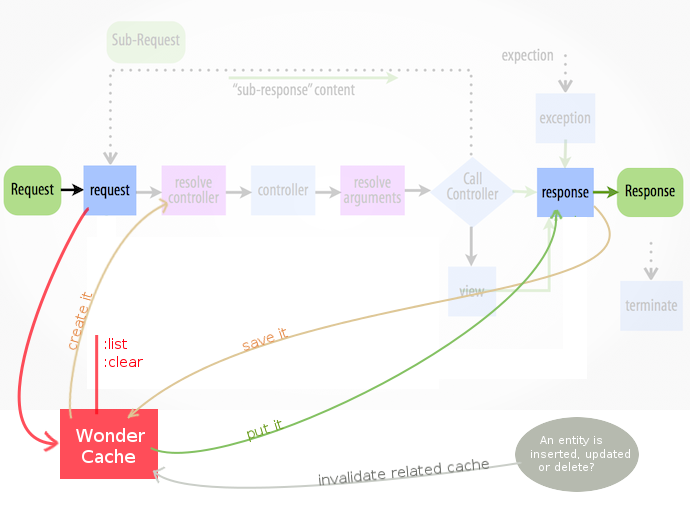 Sub-Request
expection
"sub-response" content
exception
Request
request
resolve
controller
controller
resolve
arguments
Call
Controller
response
Response
view
terminate
create it
:list
:clear
save it
put it
Wonder
Cache
An entity is
inserted, updated
or delete?
invalidate related cache